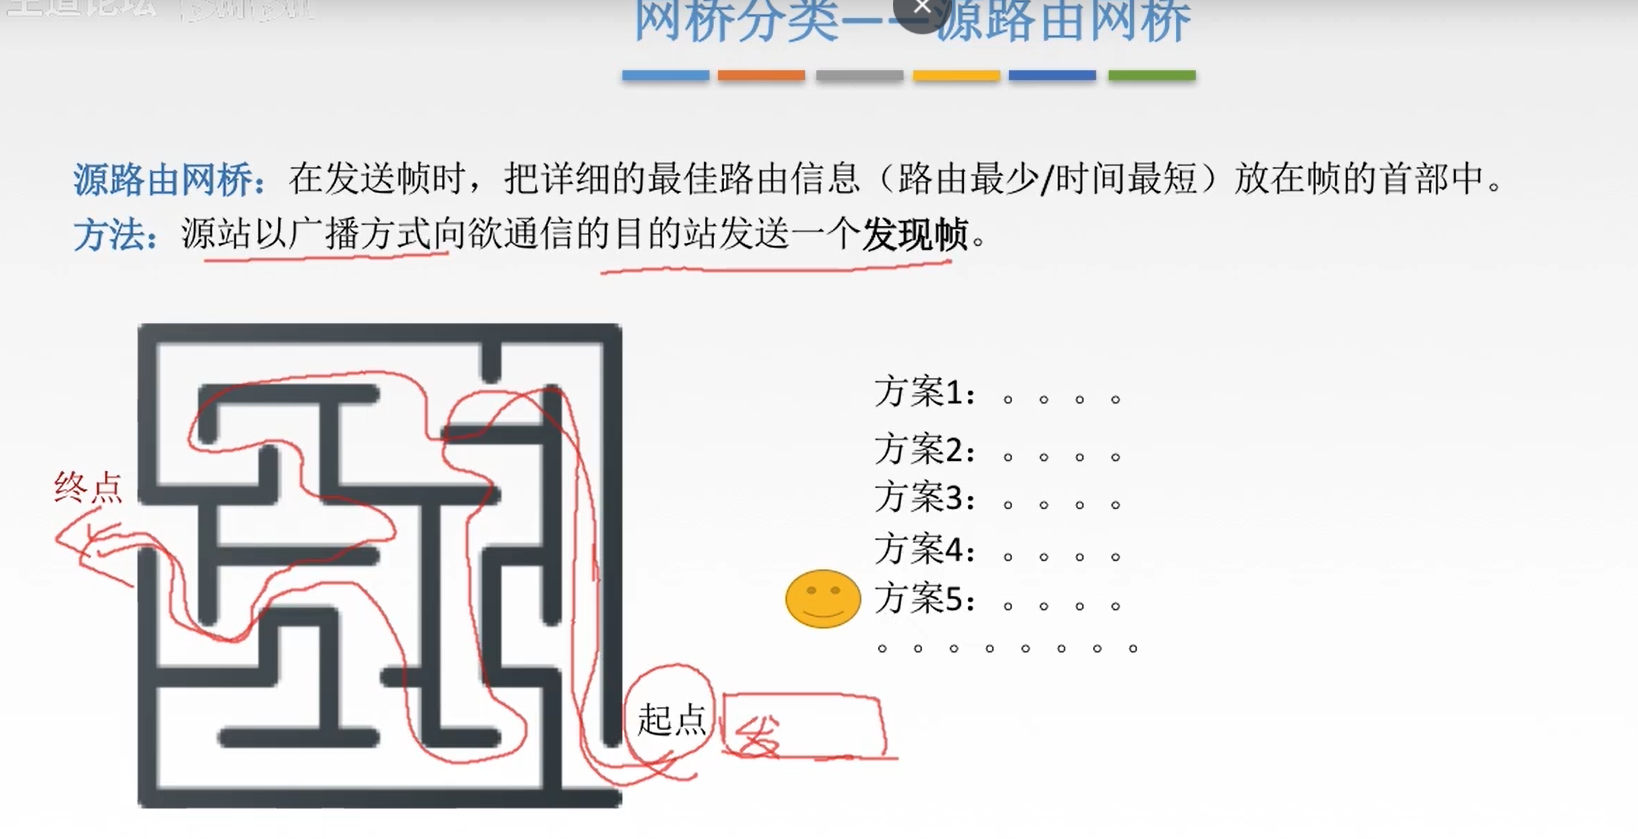 王道论坛
网桥分类——源路由网桥
源路由网桥：在发送帧时，把详细的最佳路由信息（路由最少/时间最短）放在帧的首部中。
方法：源站以广播方式向欲通信的目的站发送一个发现帧。
方案1：。。。。
方案2：。。。。
终点
方案3：。。。。
方案4：。。。。
方案5：。。。。
。。。。。。。。
起点
发